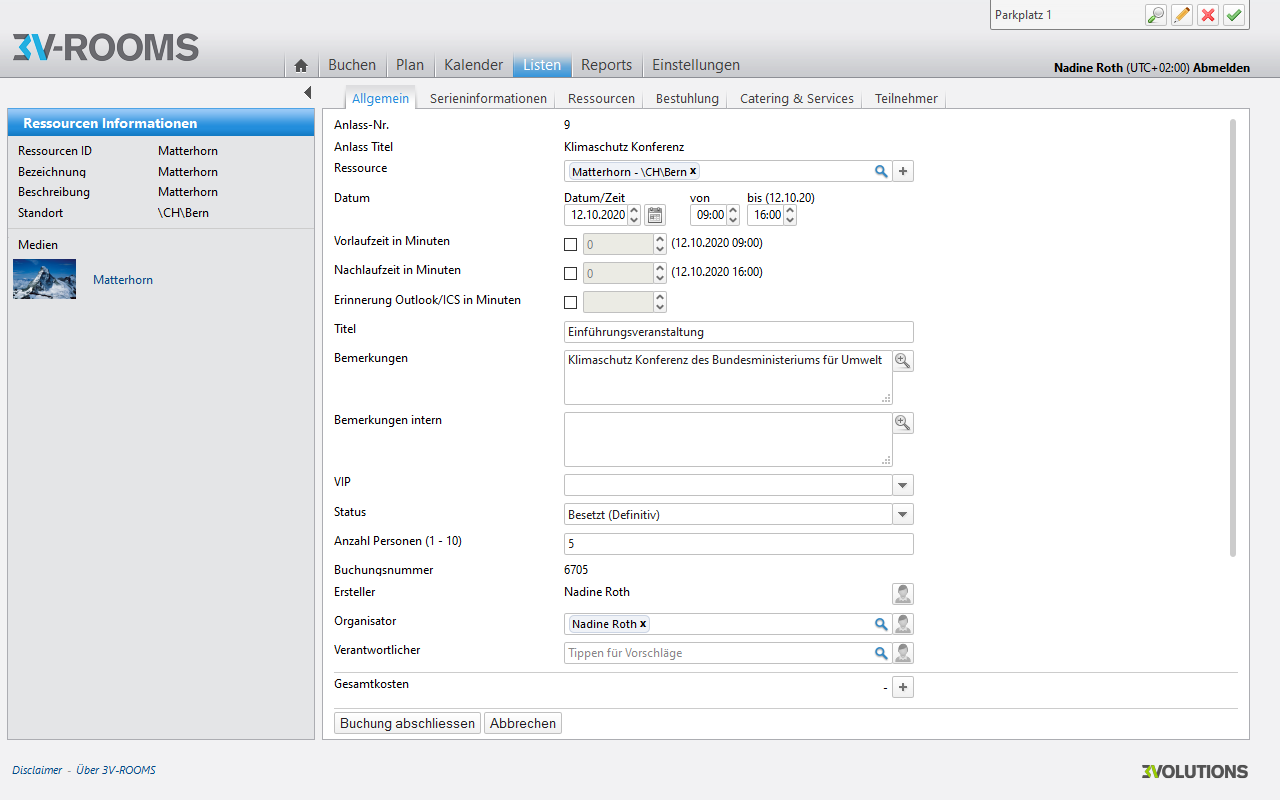 Parkplatz 1
3V-ROOMS
Buchen Plan Kalender Listen Reports Einstellungen
Nadine Roth (UTC+02:00) Abmelden
Allgemein Serieninformationen Ressourcen Bestuhlung Catering & Services Teilnehmer
Ressourcen Informationen
Ressourcen ID Matterhorn
Bezeichnung Matterhorn
Beschreibung Matterhorn
Standort \CH\Bern
Medien
Matterhorn
Anlass-Nr. 9
Anlass Titel Klimaschutz Konferenz
Ressource Matterhorn - \CH\Bern x
Datum Datum/Zeit von bis (12.10.20)
12.10.2020 09:00 16:00
Vorlaufzeit in Minuten 0 (12.10.2020 09:00)
Nachlaufzeit in Minuten 0 (12.10.2020 16:00)
Erinnerung Outlook/ICS in Minuten
Titel Einführungsveranstaltung
Bemerkungen Klimaschutz Konferenz des Bundesministeriums für Umwelt
Bemerkungen intern
VIP
Status Besetzt (Definitiv)
Anzahl Personen (1 - 10) 5
Buchungsnummer 6705
Ersteller Nadine Roth
Organisator Nadine Roth x
Verantwortlicher Tippen für Vorschläge
Gesamtkosten -
Buchung abschliessen Abbrechen
Disclaimer - Über 3V-ROOMS
3VOLUTIONS